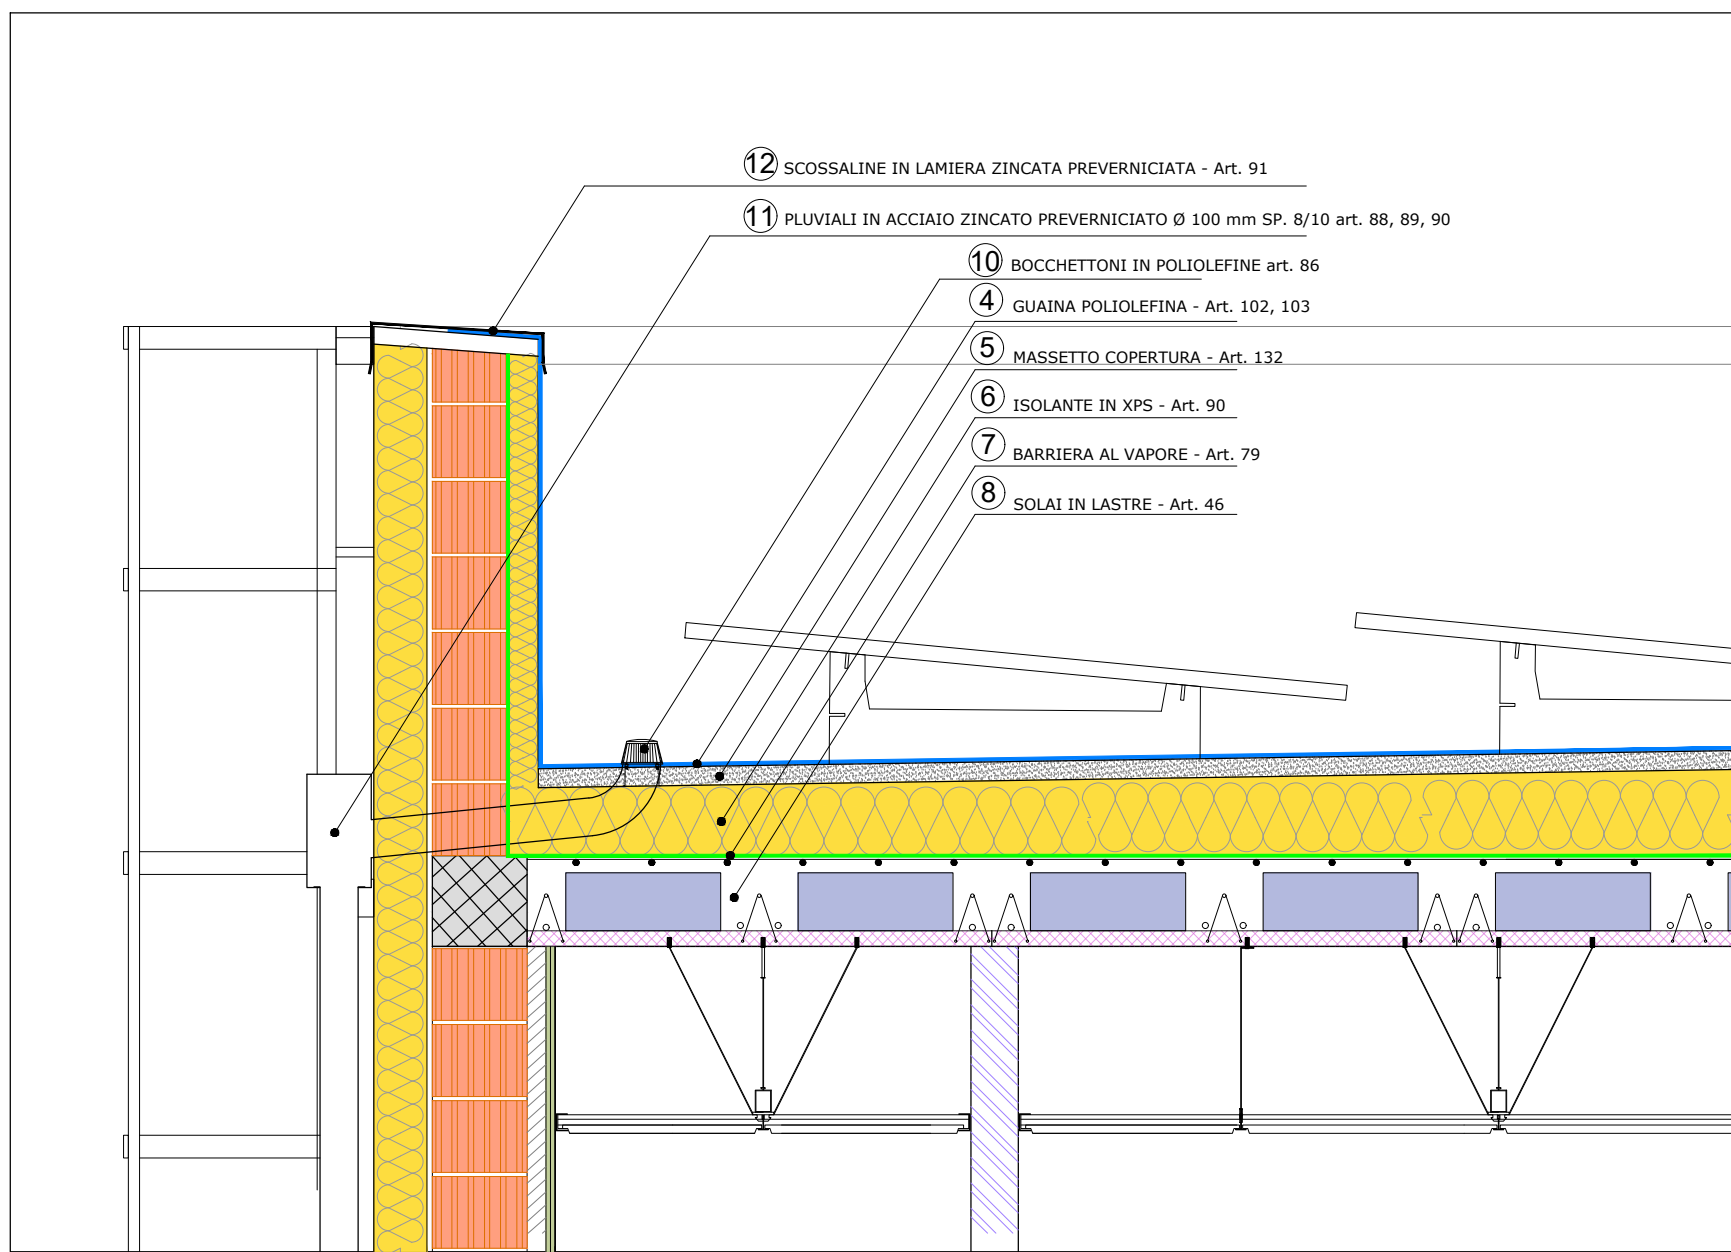 12 SCOSSALINE IN LAMIERA ZINCATA PREVERNICIATA - Art. 91
11 PLUVIALI IN ACCIAIO ZINCATO PREVERNICIATO Ø 100 mm SP. 8/10 art. 88, 89, 90
10 BOCCHETTONI IN POLIOLEFINE art. 86
4 GUAINA POLIOLEFINA - Art. 102, 103
5 MASSETTO COPERTURA - Art. 132
6 ISOLANTE IN XPS - Art. 90
7 BARRIERA AL VAPORE - Art. 79
8 SOLAI IN LASTRE - Art. 46